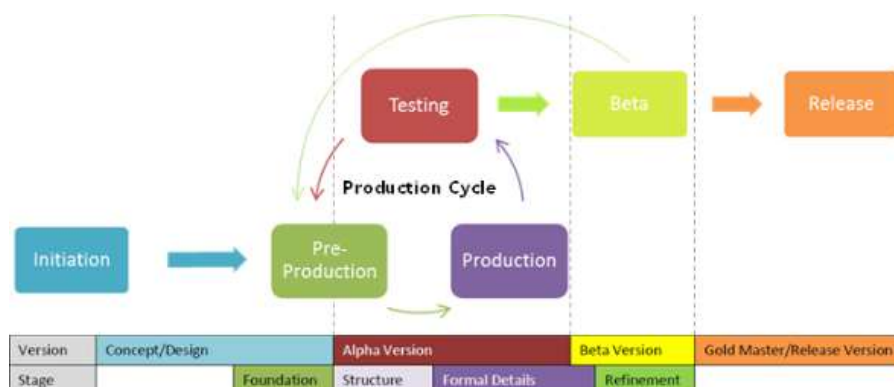 Testing
Beta
Release
Production Cycle
Initiation
Pre-
Production
Production
Version Concept/Design Alpha Version Beta Version Gold Master/Release Version
Stage Foundation Structure Formal Details Refinement